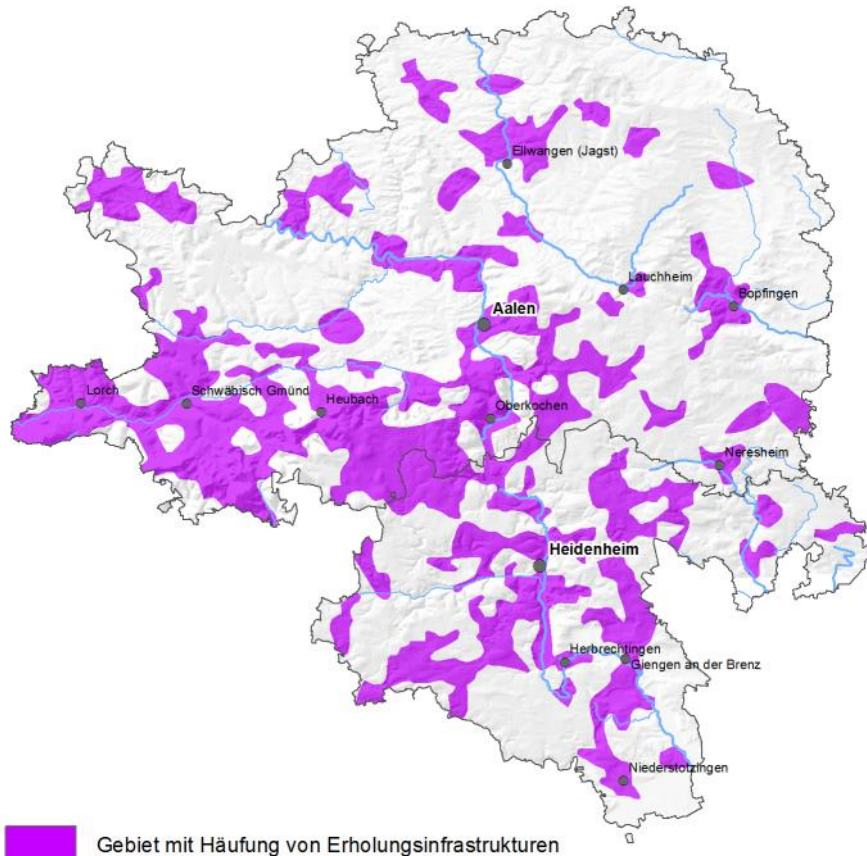 Ellwangen (Jagst)
Lauchheim
Bopfingen
Aalen
Lorch
Schwäbisch Gmünd
Heubach
Oberkochen
Neresheim
Heidenheim
Herbrechtingen
Giengen an der Brenz
Niederstotzingen
Gebiet mit Häufung von Erholungsinfrastrukturen